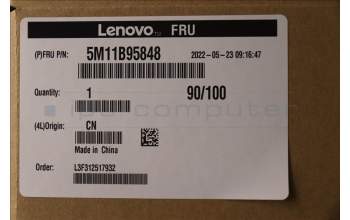 Lenovo™ FRU
(P)FRU P/N: 5M11B95848 2022-05-23 09:16:47
Quantity: 1 90/100
(4L)Origin: CN
Made in China
Order: L3F312517932